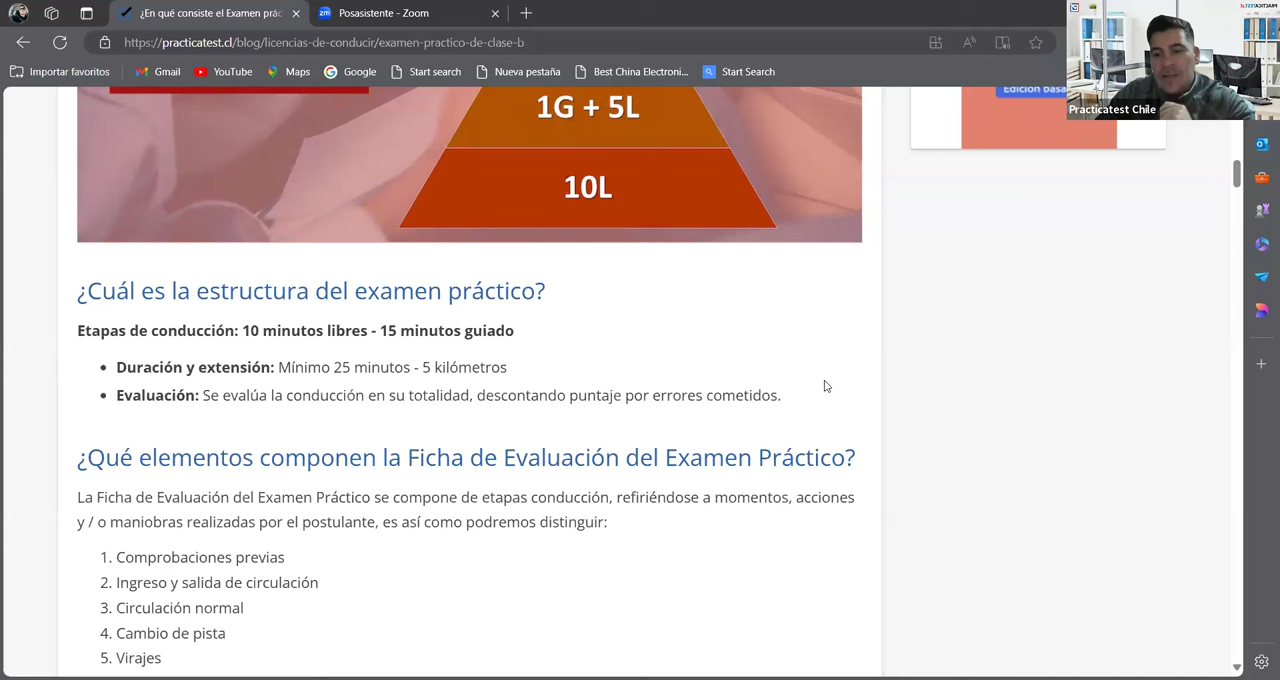 ¿En qué consiste el Examen prác
Posasistente - Zoom
https://practicatest.cl/blog/licencias-de-conducir/examen-practico-de-clase-b
Importar favoritos
Gmail
YouTube
Maps
Google
Start search
Nueva pestaña
Best China Electroni...
Start Search
Practicatest Chile
1G + 5L
10L
¿Cuál es la estructura del examen práctico?
Etapas de conducción: 10 minutos libres - 15 minutos guiado
Duración y extensión: Mínimo 25 minutos - 5 kilómetros
Evaluación: Se evalúa la conducción en su totalidad, descontando puntaje por errores cometidos.
¿Qué elementos componen la Ficha de Evaluación del Examen Práctico?
La Ficha de Evaluación del Examen Práctico se compone de etapas conducción, refiriéndose a momentos, acciones
y / o maniobras realizadas por el postulante, es así como podremos distinguir:
1. Comprobaciones previas
2. Ingreso y salida de circulación
3. Circulación normal
4. Cambio de pista
5. Virajes